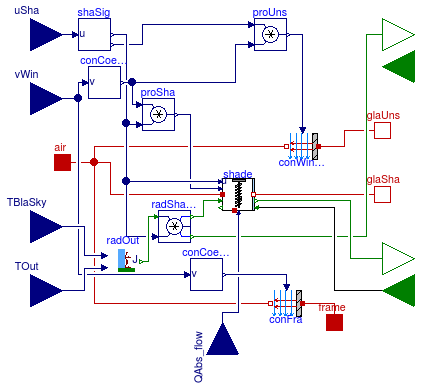 uSha
shaSig
proUns
u
vWin
conCoe...
v
proSha
glaUns
air
conWin...
shade
glaSha
TBlaSky
radSha...
radOut
J
conCoe...
TOut
v
frame
conFra
QAbs_flow